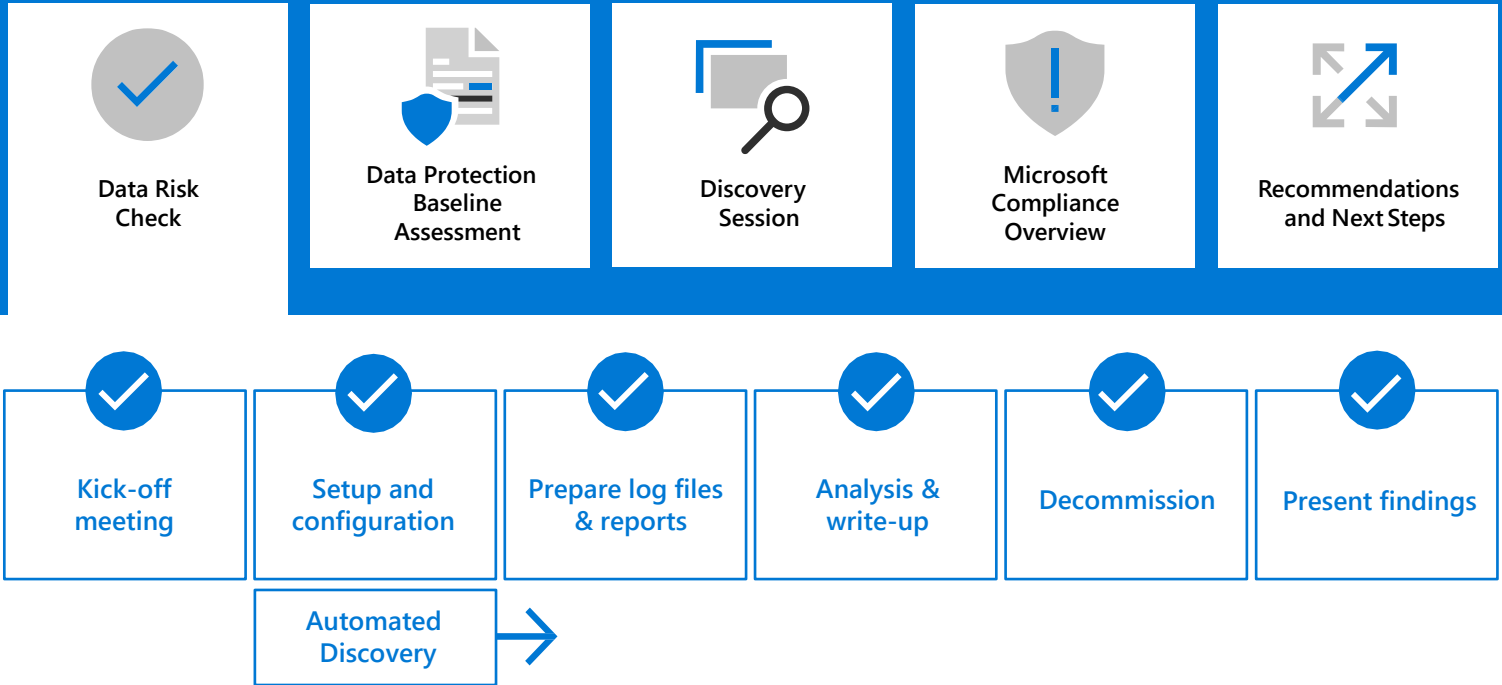 Data Risk
Check
Data Protection
Baseline
Assessment
Discovery
Session
Microsoft
Compliance
Overview
Recommendations
and Next Steps
Kick-off
meeting
Setup and
configuration
Prepare log files
& reports
Analysis &
write-up
Decommission
Present findings
Automated
Discovery